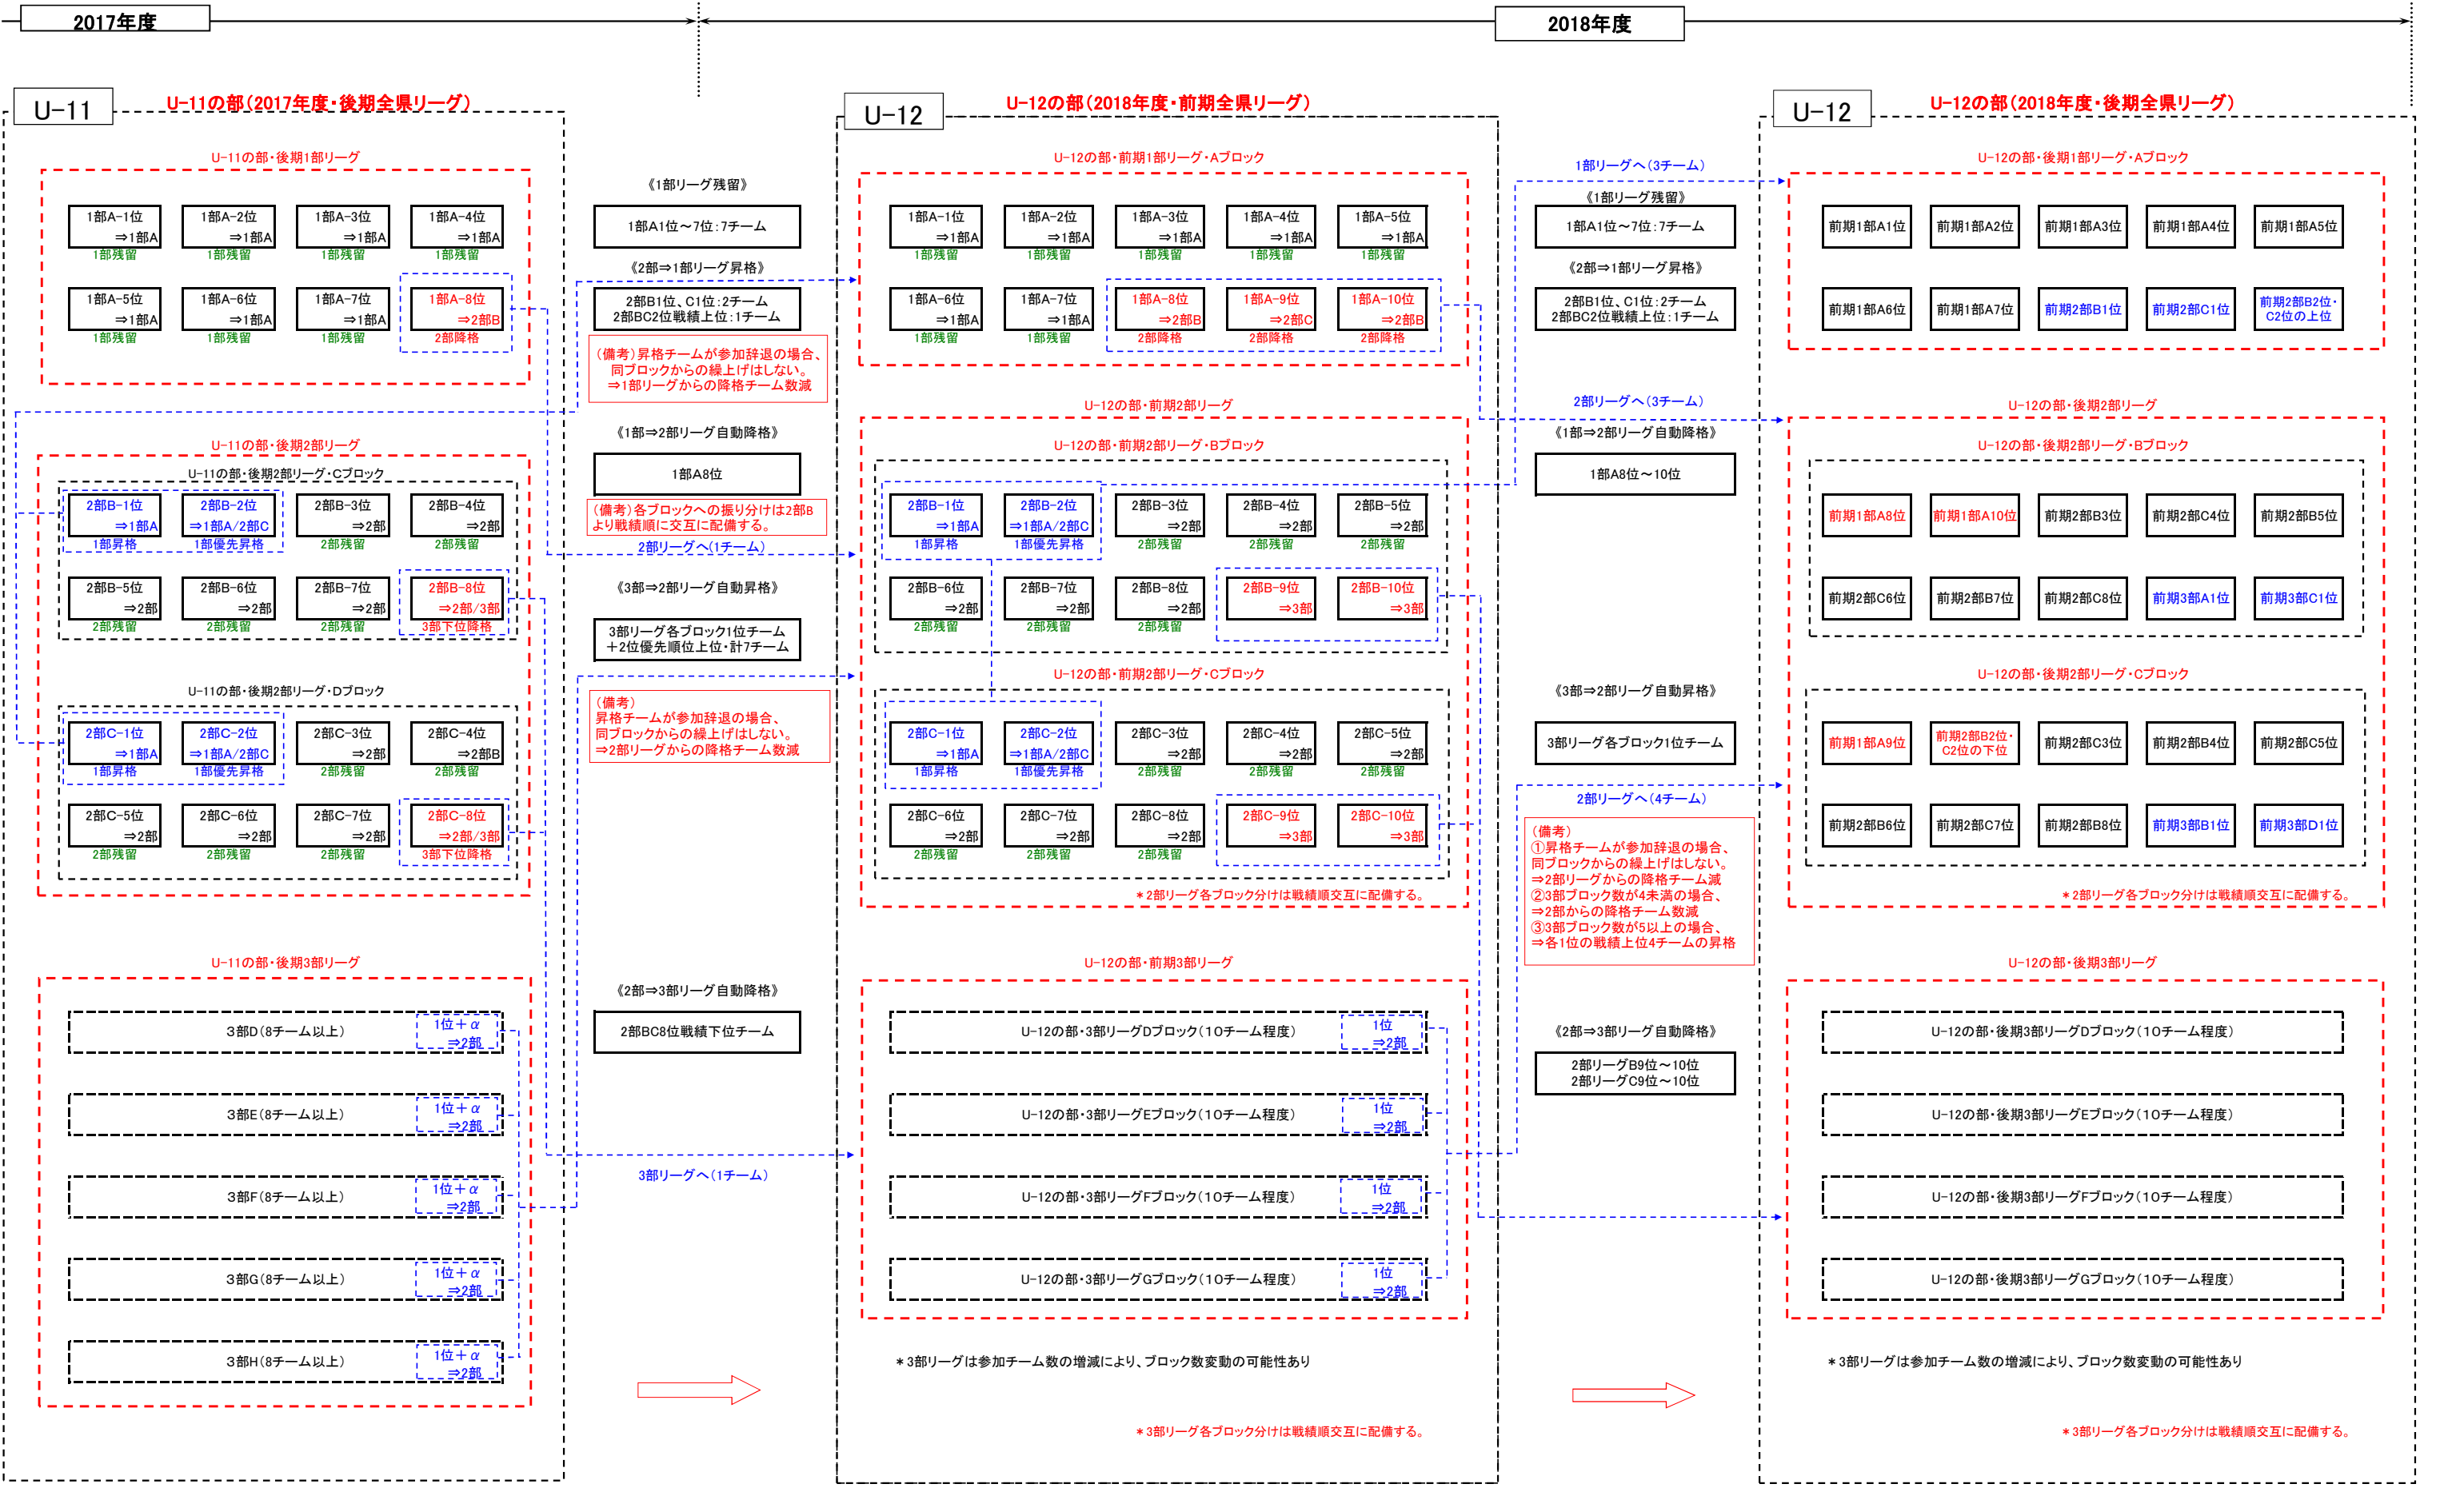 2017年度
2018年度
U-11
U-11の部(2017年度・後期全県リーグ)
U-11の部・後期1部リーグ
1部A-1位
⇒1部A
1部残留
1部A-2位
⇒1部A
1部残留
1部A-3位
⇒1部A
1部残留
1部A-4位
⇒1部A
1部残留
1部A-5位
⇒1部A
1部残留
1部A-6位
⇒1部A
1部残留
1部A-7位
⇒1部A
1部残留
1部A-8位
⇒2部B
2部降格
U-11の部・後期2部リーグ
U-11の部・後期2部リーグ・Cブロック
2部B-1位
⇒1部A
1部昇格
2部B-2位
⇒1部A/2部C
1部優先昇格
2部B-3位
⇒2部
2部残留
2部B-4位
⇒2部
2部残留
2部B-5位
⇒2部
2部残留
2部B-6位
⇒2部
2部残留
2部B-7位
⇒2部
2部残留
2部B-8位
⇒2部/3部
3部下位降格
U-11の部・後期2部リーグ・Dブロック
2部C-1位
⇒1部A
1部昇格
2部C-2位
⇒1部A/2部C
1部優先昇格
2部C-3位
⇒2部
2部残留
2部C-4位
⇒2部B
2部残留
2部C-5位
⇒2部
2部残留
2部C-6位
⇒2部
2部残留
2部C-7位
⇒2部
2部残留
2部C-8位
⇒2部/3部
3部下位降格
U-11の部・後期3部リーグ
3部D(8チーム以上)
1位+α
⇒2部
3部E(8チーム以上)
1位+α
⇒2部
3部F(8チーム以上)
1位+α
⇒2部
3部G(8チーム以上)
1位+α
⇒2部
3部H(8チーム以上)
1位+α
⇒2部
《1部リーグ残留》
1部A1位~7位:7チーム
《2部⇒1部リーグ昇格》
2部B1位、C1位:2チーム
2部BC2位戦績上位:1チーム
(備考)昇格チームが参加辞退の場合、
同ブロックからの繰上げはしない。
⇒1部リーグからの降格チーム数減
《1部⇒2部リーグ自動降格》
1部A8位
(備考)各ブロックへの振り分けは2部B
より戦績順に交互に配備する。
2部リーグへ(1チーム)
《3部⇒2部リーグ自動昇格》
3部リーグ各ブロック1位チーム
+2位優先順位上位・計7チーム
(備考)
昇格チームが参加辞退の場合、
同ブロックからの繰上げはしない。
⇒2部リーグからの降格チーム数減
《2部⇒3部リーグ自動降格》
2部BC8位戦績下位チーム
3部リーグへ(1チーム)
U-12
U-12の部(2018年度・前期全県リーグ)
U-12の部・前期1部リーグ・Aブロック
1部A-1位
⇒1部A
1部残留
1部A-2位
⇒1部A
1部残留
1部A-3位
⇒1部A
1部残留
1部A-4位
⇒1部A
1部残留
1部A-5位
⇒1部A
1部残留
1部A-6位
⇒1部A
1部残留
1部A-7位
⇒1部A
1部残留
1部A-8位
⇒2部B
2部降格
1部A-9位
⇒2部C
2部降格
1部A-10位
⇒2部B
2部降格
U-12の部・前期2部リーグ
U-12の部・前期2部リーグ・Bブロック
2部B-1位
⇒1部A
1部昇格
2部B-2位
⇒1部A/2部C
1部優先昇格
2部B-3位
⇒2部
2部残留
2部B-4位
⇒2部
2部残留
2部B-5位
⇒2部
2部残留
2部B-6位
⇒2部
2部残留
2部B-7位
⇒2部
2部残留
2部B-8位
⇒2部
2部残留
2部B-9位
⇒3部
2部B-10位
⇒3部
U-12の部・前期2部リーグ・Cブロック
2部C-1位
⇒1部A
1部昇格
2部C-2位
⇒1部A/2部C
1部優先昇格
2部C-3位
⇒2部
2部残留
2部C-4位
⇒2部
2部残留
2部C-5位
⇒2部
2部残留
2部C-6位
⇒2部
2部残留
2部C-7位
⇒2部
2部残留
2部C-8位
⇒2部
2部残留
2部C-9位
⇒3部
2部C-10位
⇒3部
*2部リーグ各ブロック分けは戦績順交互に配備する。
U-12の部・前期3部リーグ
U-12の部・3部リーグDブロック(10チーム程度)
1位
⇒2部
U-12の部・3部リーグEブロック(10チーム程度)
1位
⇒2部
U-12の部・3部リーグFブロック(10チーム程度)
1位
⇒2部
U-12の部・3部リーグGブロック(10チーム程度)
1位
⇒2部
*3部リーグは参加チーム数の増減により、ブロック数変動の可能性あり
*3部リーグ各ブロック分けは戦績順交互に配備する。
1部リーグへ(3チーム)
《1部リーグ残留》
1部A1位~7位:7チーム
《2部⇒1部リーグ昇格》
2部B1位、C1位:2チーム
2部BC2位戦績上位:1チーム
2部リーグへ(3チーム)
《1部⇒2部リーグ自動降格》
1部A8位~10位
《3部⇒2部リーグ自動昇格》
3部リーグ各ブロック1位チーム
2部リーグへ(4チーム)
(備考)
①昇格チームが参加辞退の場合、
同ブロックからの繰上げはしない。
⇒2部リーグからの降格チーム減
②3部ブロック数が4未満の場合、
⇒2部からの降格チーム数減
③3部ブロック数が5以上の場合、
⇒各1位の戦績上位4チームの昇格
《2部⇒3部リーグ自動降格》
2部リーグB9位~10位
2部リーグC9位~10位
U-12
U-12の部(2018年度・後期全県リーグ)
U-12の部・後期1部リーグ・Aブロック
前期1部A1位
前期1部A2位
前期1部A3位
前期1部A4位
前期1部A5位
前期1部A6位
前期1部A7位
前期2部B1位
前期2部C1位
前期2部B2位・
C2位の上位
U-12の部・後期2部リーグ
U-12の部・後期2部リーグ・Bブロック
前期1部A8位
前期1部A10位
前期2部B3位
前期2部C4位
前期2部B5位
前期2部C6位
前期2部B7位
前期2部C8位
前期3部A1位
前期3部C1位
U-12の部・後期2部リーグ・Cブロック
前期1部A9位
前期2部B2位・
C2位の下位
前期2部C3位
前期2部B4位
前期2部C5位
前期2部B6位
前期2部C7位
前期2部B8位
前期3部B1位
前期3部D1位
*2部リーグ各ブロック分けは戦績順交互に配備する。
U-12の部・後期3部リーグ
U-12の部・後期3部リーグDブロック(10チーム程度)
U-12の部・後期3部リーグEブロック(10チーム程度)
U-12の部・後期3部リーグFブロック(10チーム程度)
U-12の部・後期3部リーグGブロック(10チーム程度)
*3部リーグは参加チーム数の増減により、ブロック数変動の可能性あり
*3部リーグ各ブロック分けは戦績順交互に配備する。